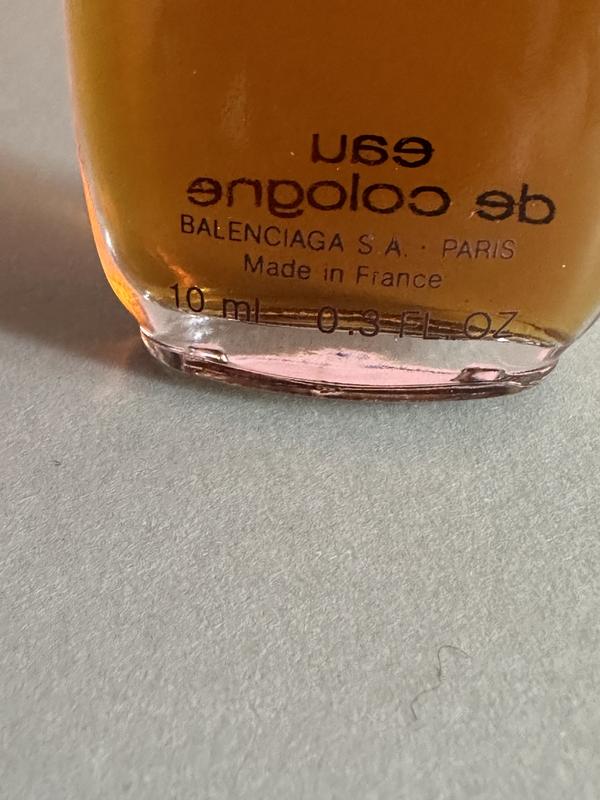 eau
de cologne
BALENCIAGA S.A. · PARIS
Made in France
10 ml 0.3 FL. OZ